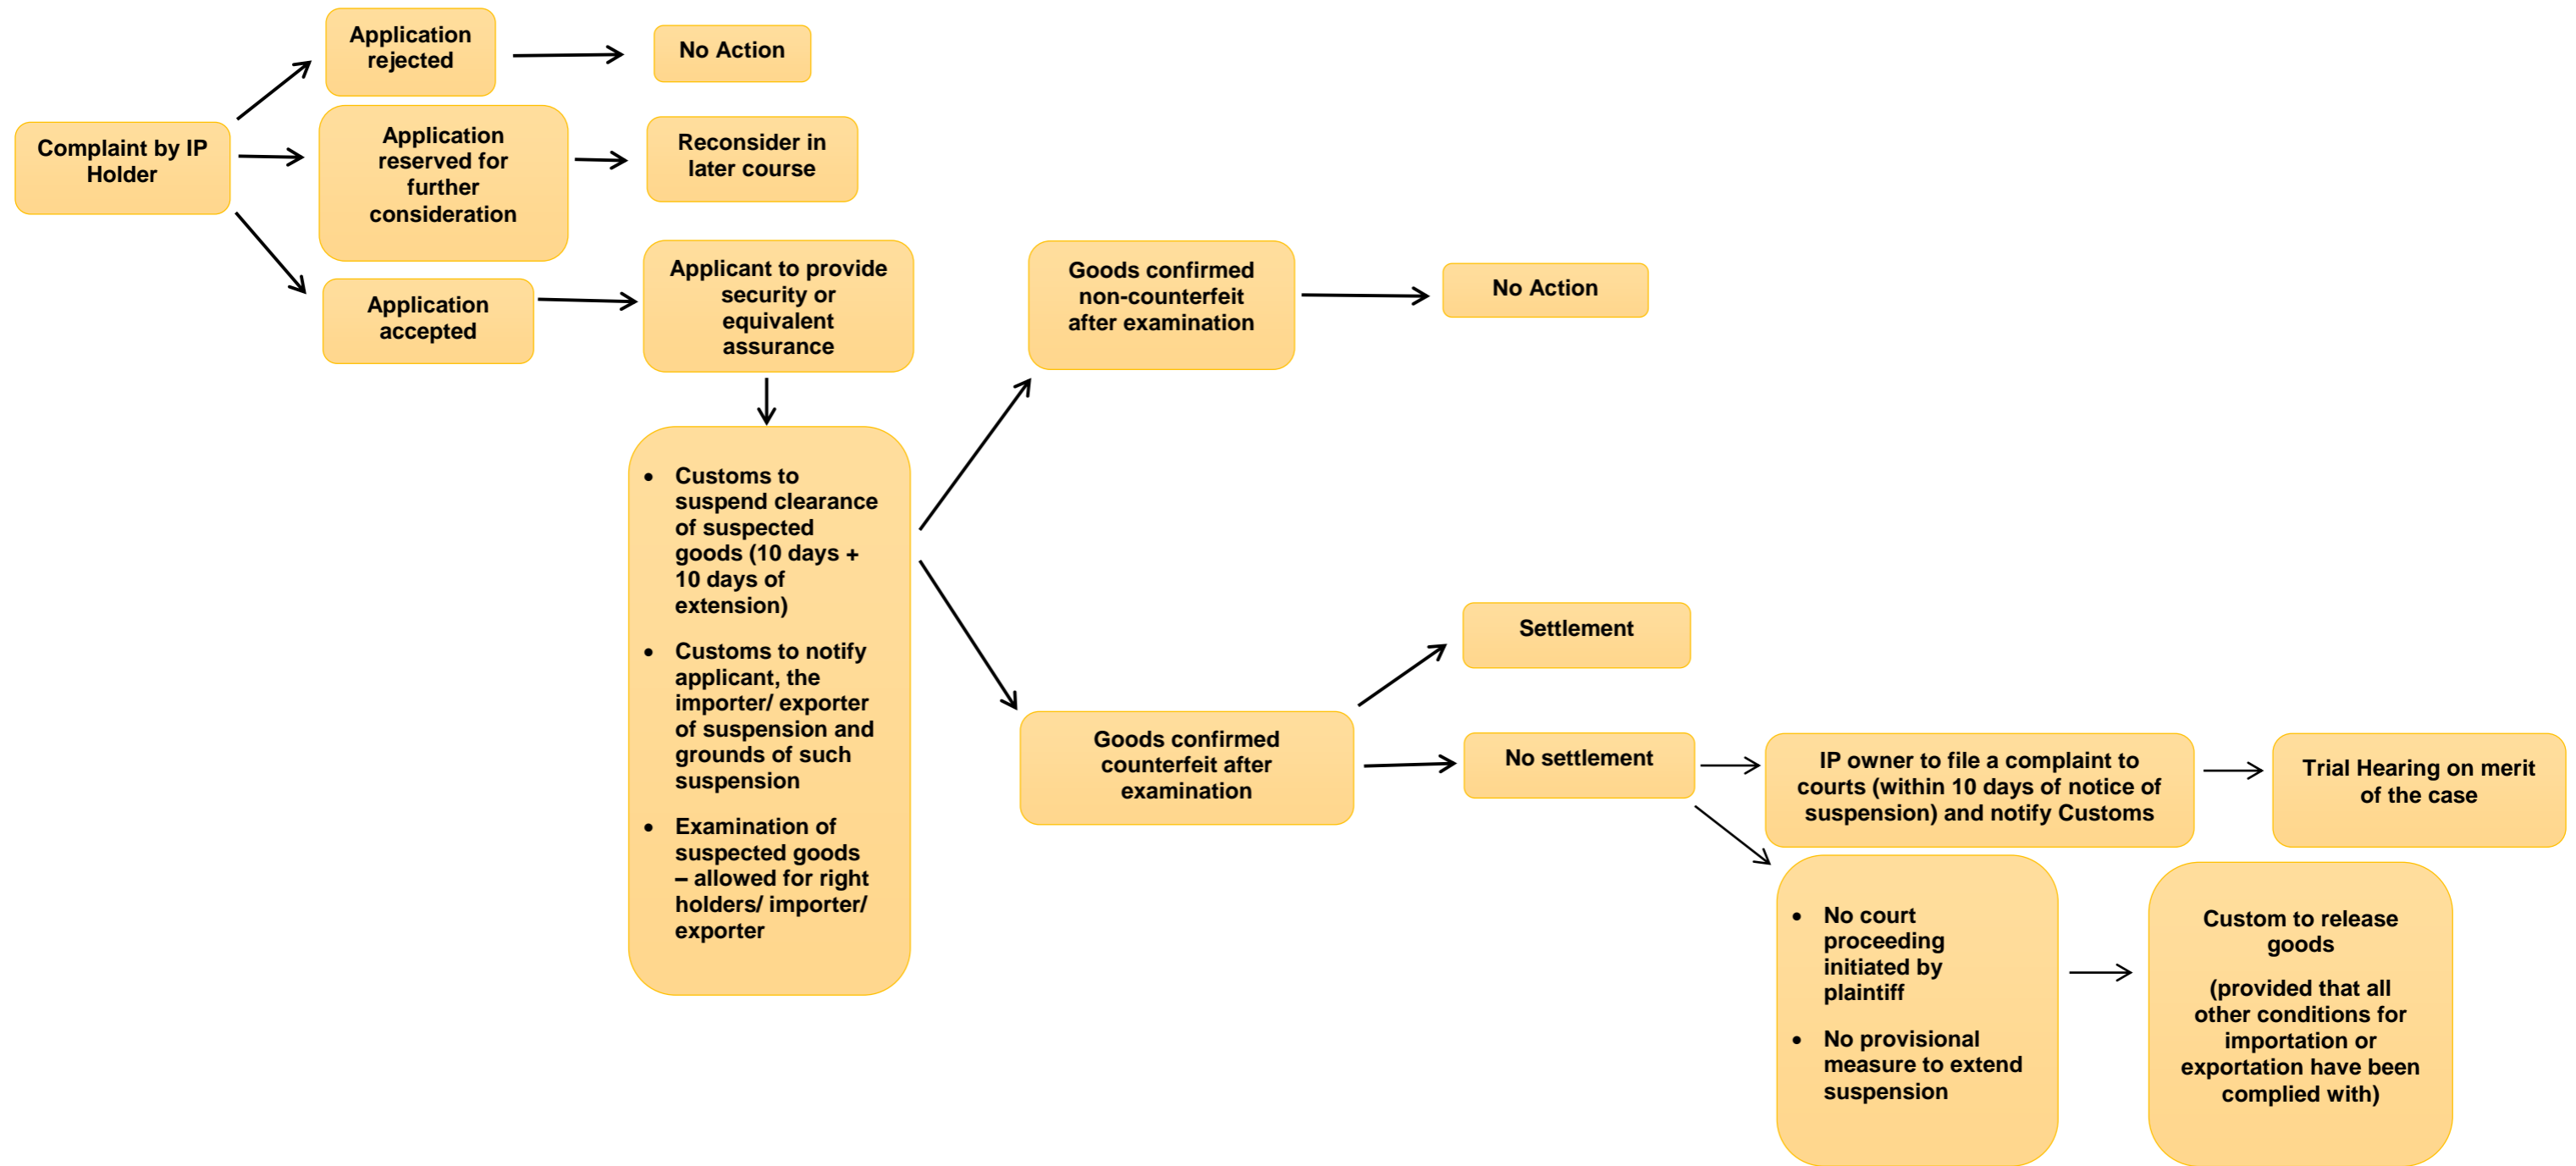 Application
rejected
No Action
Complaint by IP
Holder
Application
reserved for
further
consideration
Reconsider in
later course
Application
accepted
Applicant to provide
security or
equivalent
assurance
• Customs to
suspend clearance
of suspected
goods (10 days +
10 days of
extension)
• Customs to notify
applicant, the
importer/ exporter
of suspension and
grounds of such
suspension
• Examination of
suspected goods
– allowed for right
holders/ importer/
exporter
Goods confirmed
non-counterfeit
after examination
No Action
Goods confirmed
counterfeit after
examination
Settlement
No settlement
IP owner to file a complaint to
courts (within 10 days of notice of
suspension) and notify Customs
Trial Hearing on merit
of the case
• No court
proceeding
initiated by
plaintiff
• No provisional
measure to extend
suspension
Custom to release
goods
(provided that all
other conditions for
importation or
exportation have been
complied with)